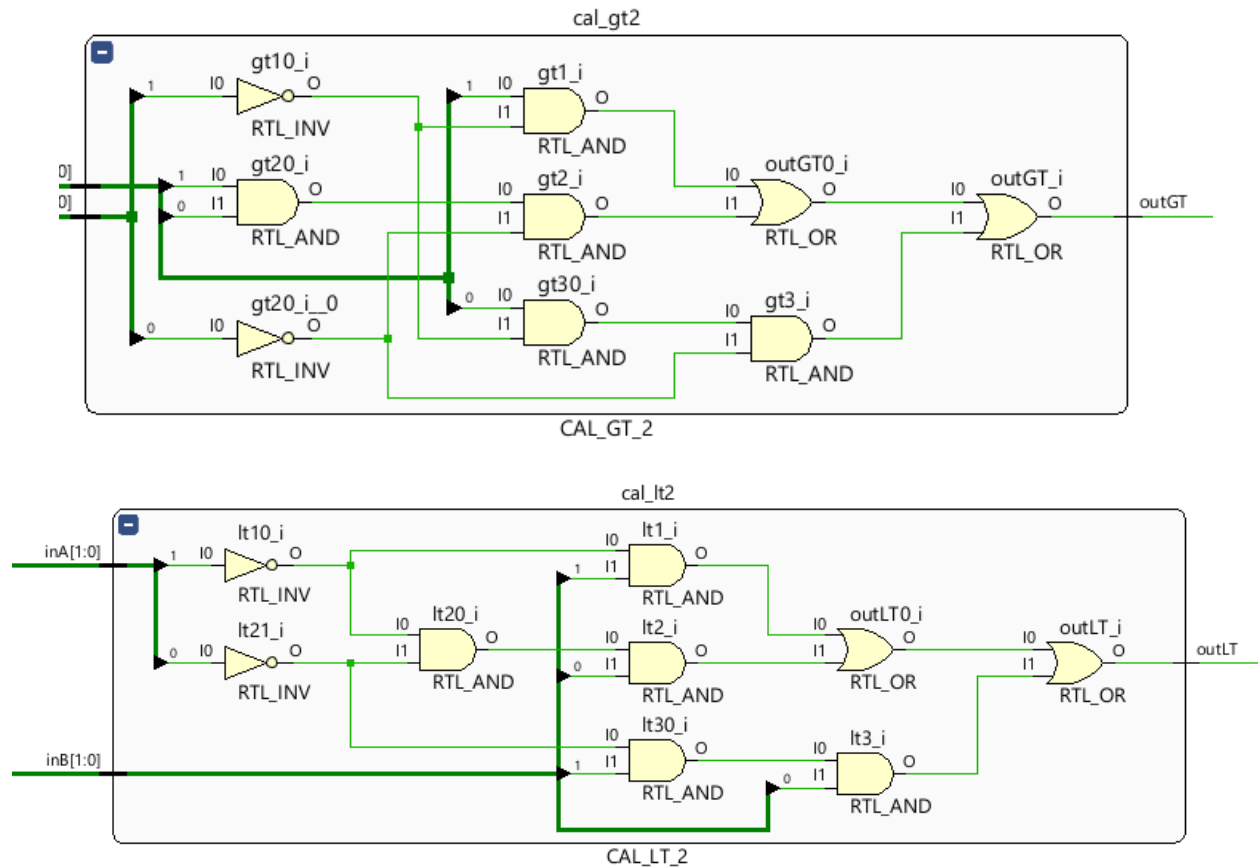 cal_gt2
gt10_i
1 I0 O
RTL_INV
gt1_i
1 I0 O
I1
RTL_AND
0]
0]
gt20_i
1 I0 O
0 I1
RTL_AND
gt2_i
I0 O
I1
RTL_AND
outGT0_i
I0 O
I1
RTL_OR
outGT_i
I0 O
I1
RTL_OR
outGT
gt20_i__0
0 I0 O
RTL_INV
gt30_i
0 I0 O
I1
RTL_AND
gt3_i
I0 O
I1
RTL_AND
CAL_GT_2
cal_lt2
inA[1:0]
lt10_i
1 I0 O
RTL_INV
lt1_i
I0 O
1 I1
RTL_AND
lt21_i
0 I0 O
RTL_INV
lt20_i
I0 O
I1
RTL_AND
lt2_i
I0 O
0 I1
RTL_AND
outLT0_i
I0 O
I1
RTL_OR
outLT_i
I0 O
I1
RTL_OR
outLT
inB[1:0]
lt30_i
I0 O
1 I1
RTL_AND
lt3_i
I0 O
0 I1
RTL_AND
CAL_LT_2